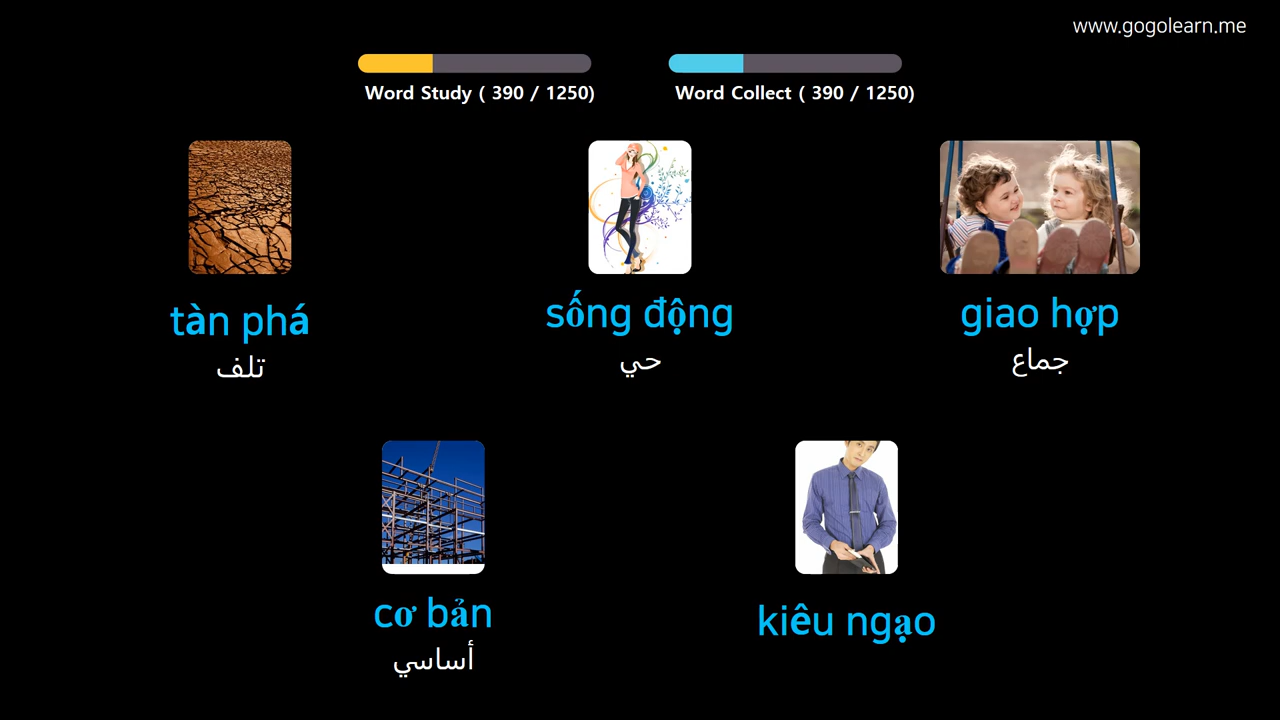 www.gogolearn.me
Word Study ( 390 / 1250)
Word Collect ( 390 / 1250)
tàn phá
تلف
sống động
حي
giao hợp
جماع
cơ bản
أساسي
kiêu ngạo